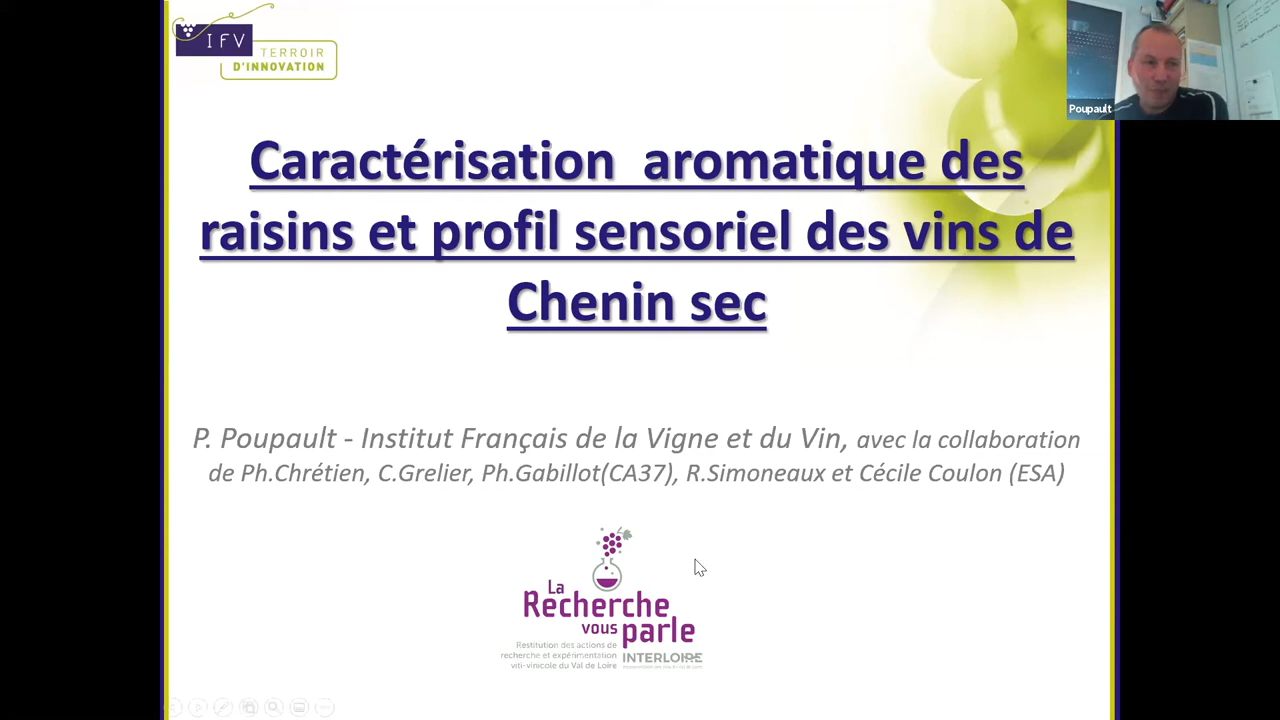 IFV
TERROIR
D'INNOVATION
Poupault
Caractérisation aromatique des
raisins et profil sensoriel des vins de
Chenin sec
P. Poupault - Institut Français de la Vigne et du Vin, avec la collaboration
de Ph.Chrétien, C.Grelier, Ph.Gabillot(CA37), R.Simoneaux et Cécile Coulon (ESA)
La
Recherche
vous parle
Restitution des actions de
recherche et expérimentation
viti-vinicole du Val de Loire
INTERLOIRE